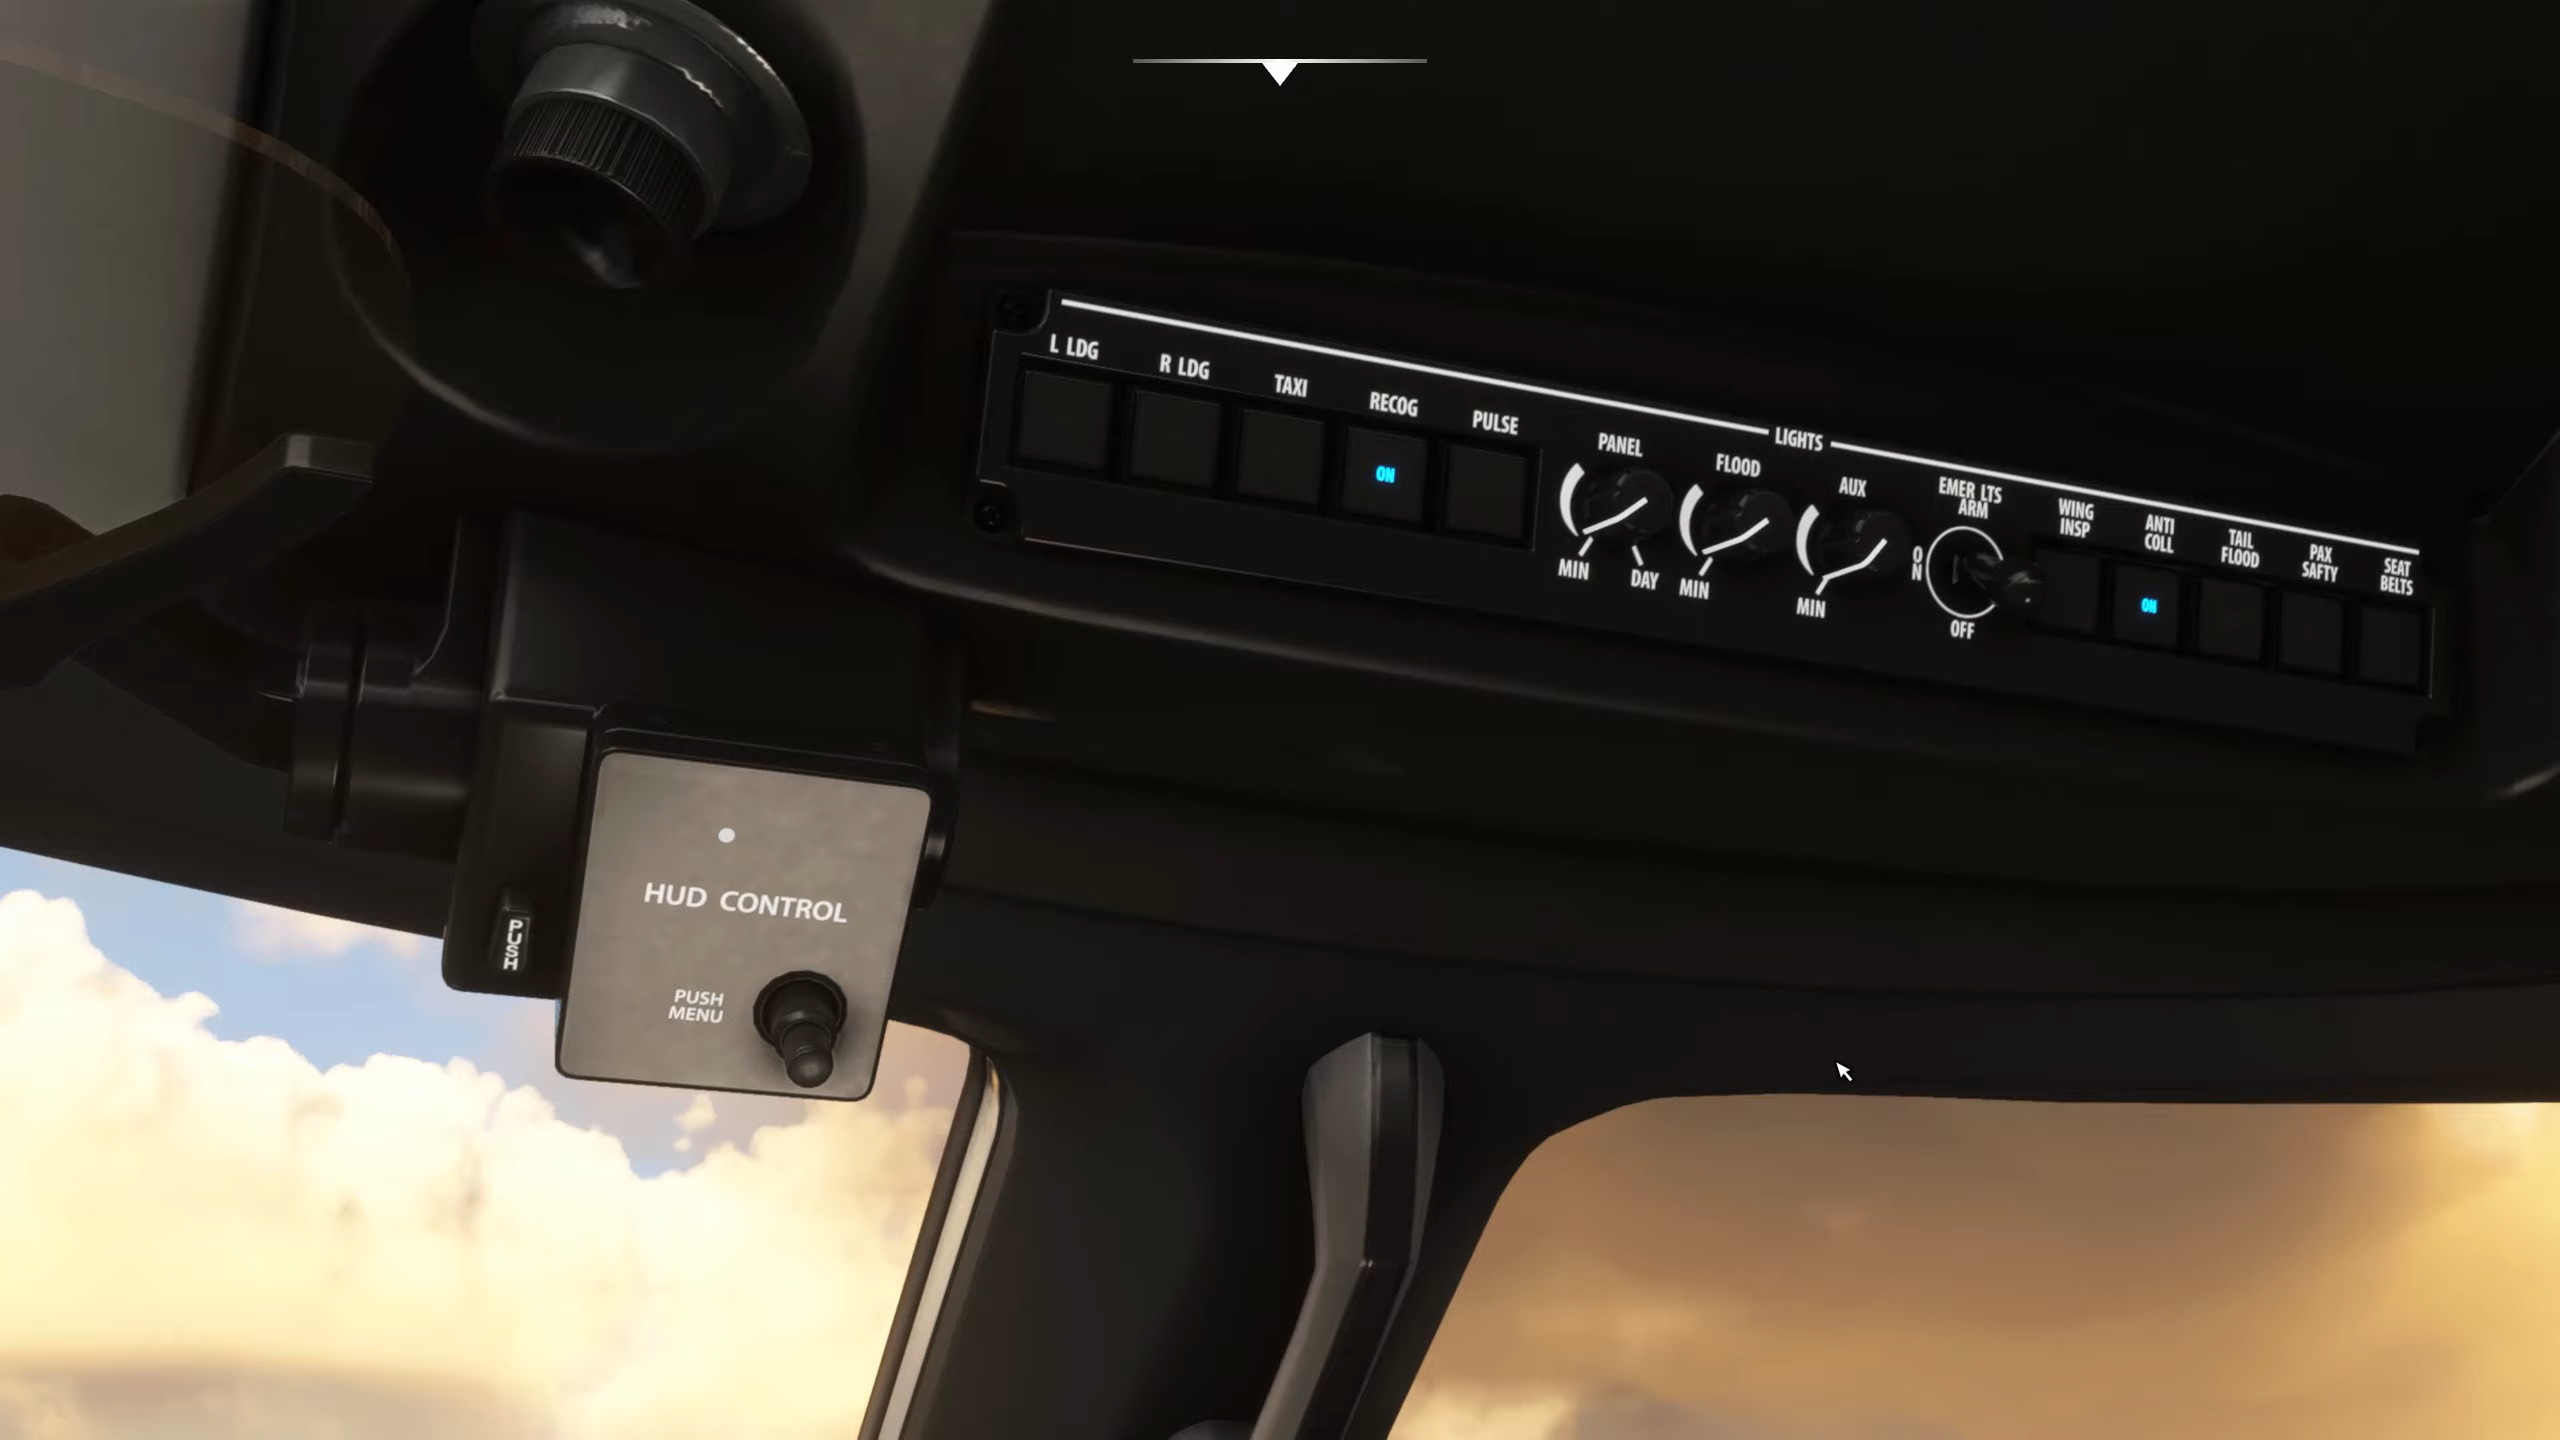 L LDG
R LDG
TAXI
RECOG
PULSE
ON
LIGHTS
PANEL
MIN
DAY
FLOOD
MIN
AUX
MIN
EMER LTS
ARM
ON
OFF
WING
INSP
ANTI
COLL
ON
TAIL
FLOOD
PAX
SAFTY
SEAT
BELTS
HUD CONTROL
PUSH
MENU
PUSH